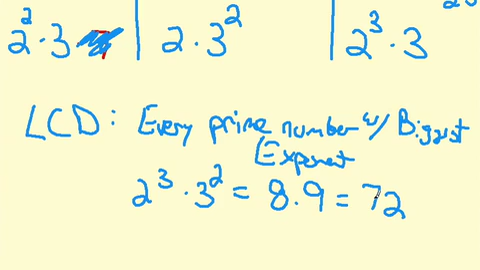 2² · 3 | 2 · 3² | 2³ · 3
LCD : Every prime number w/ Biggest
Exponent
2³ · 3² = 8.9 = 72